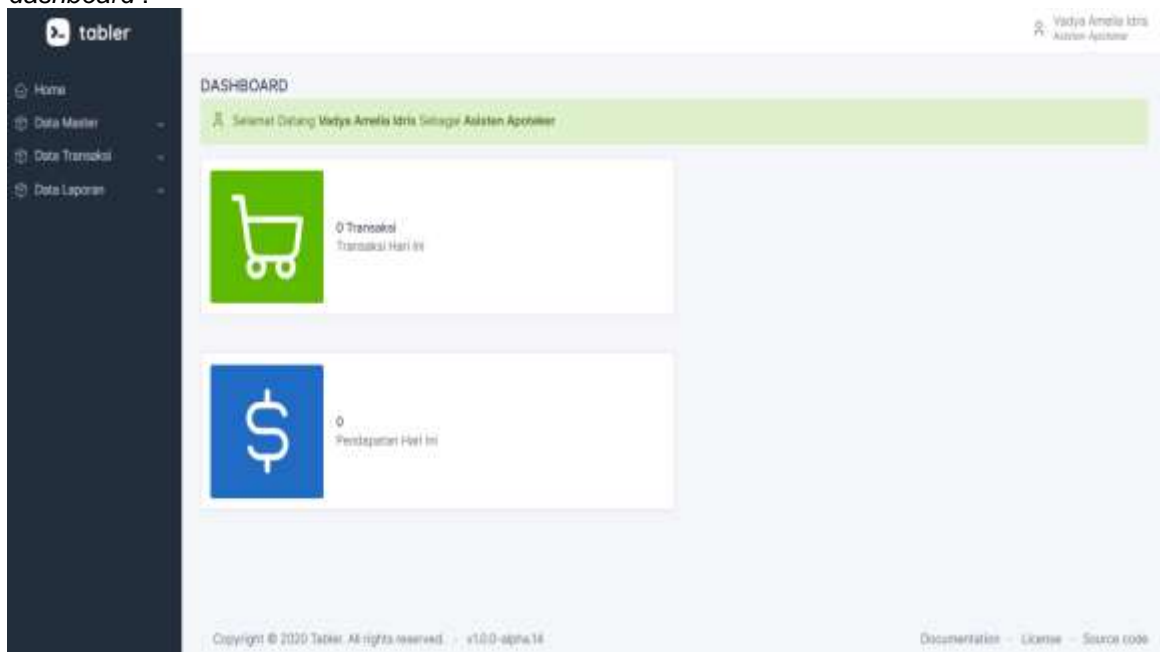 dashboard .
tabler
Vadya Amelia Idris
Asisten Apoteker
Home
Data Master
Data Transaksi
Data Laporan
DASHBOARD
Selamat Datang Vadya Amelia Idris Sebagai Asisten Apoteker
0 Transaksi
Transaksi Hari Ini
0
Pendapatan Hari Ini
Copyright © 2020 Tabler. All rights reserved. v1.0.0-alpha.14
Documentation License Source code